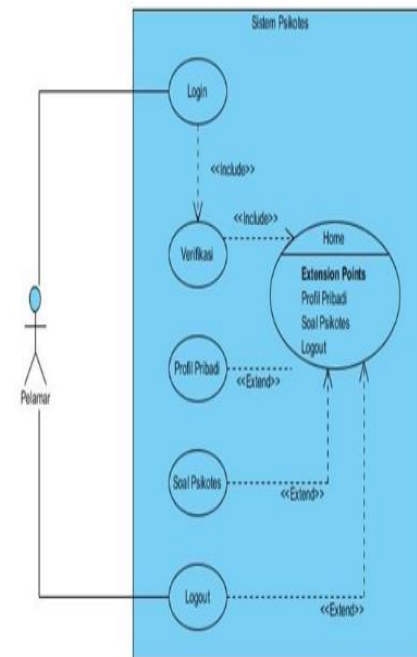 Sistem Psikotes
Login
<<Include>>
<<Include>>
Verifikasi
Home
Extension Points
Profil Pribadi
Soal Psikotes
Logout
Profil Pribadi
<<Extend>>
Pelamar
Soal Psikotes
<<Extend>>
Logout
<<Extend>>